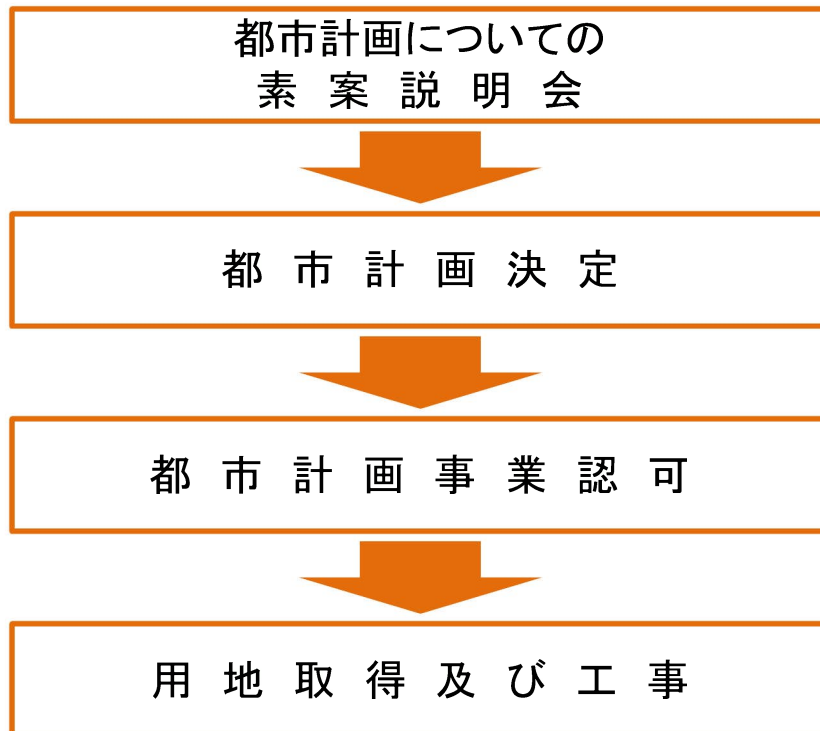 都市計画についての
素案説明会
都市計画決定
都市計画事業認可
用地取得及び工事